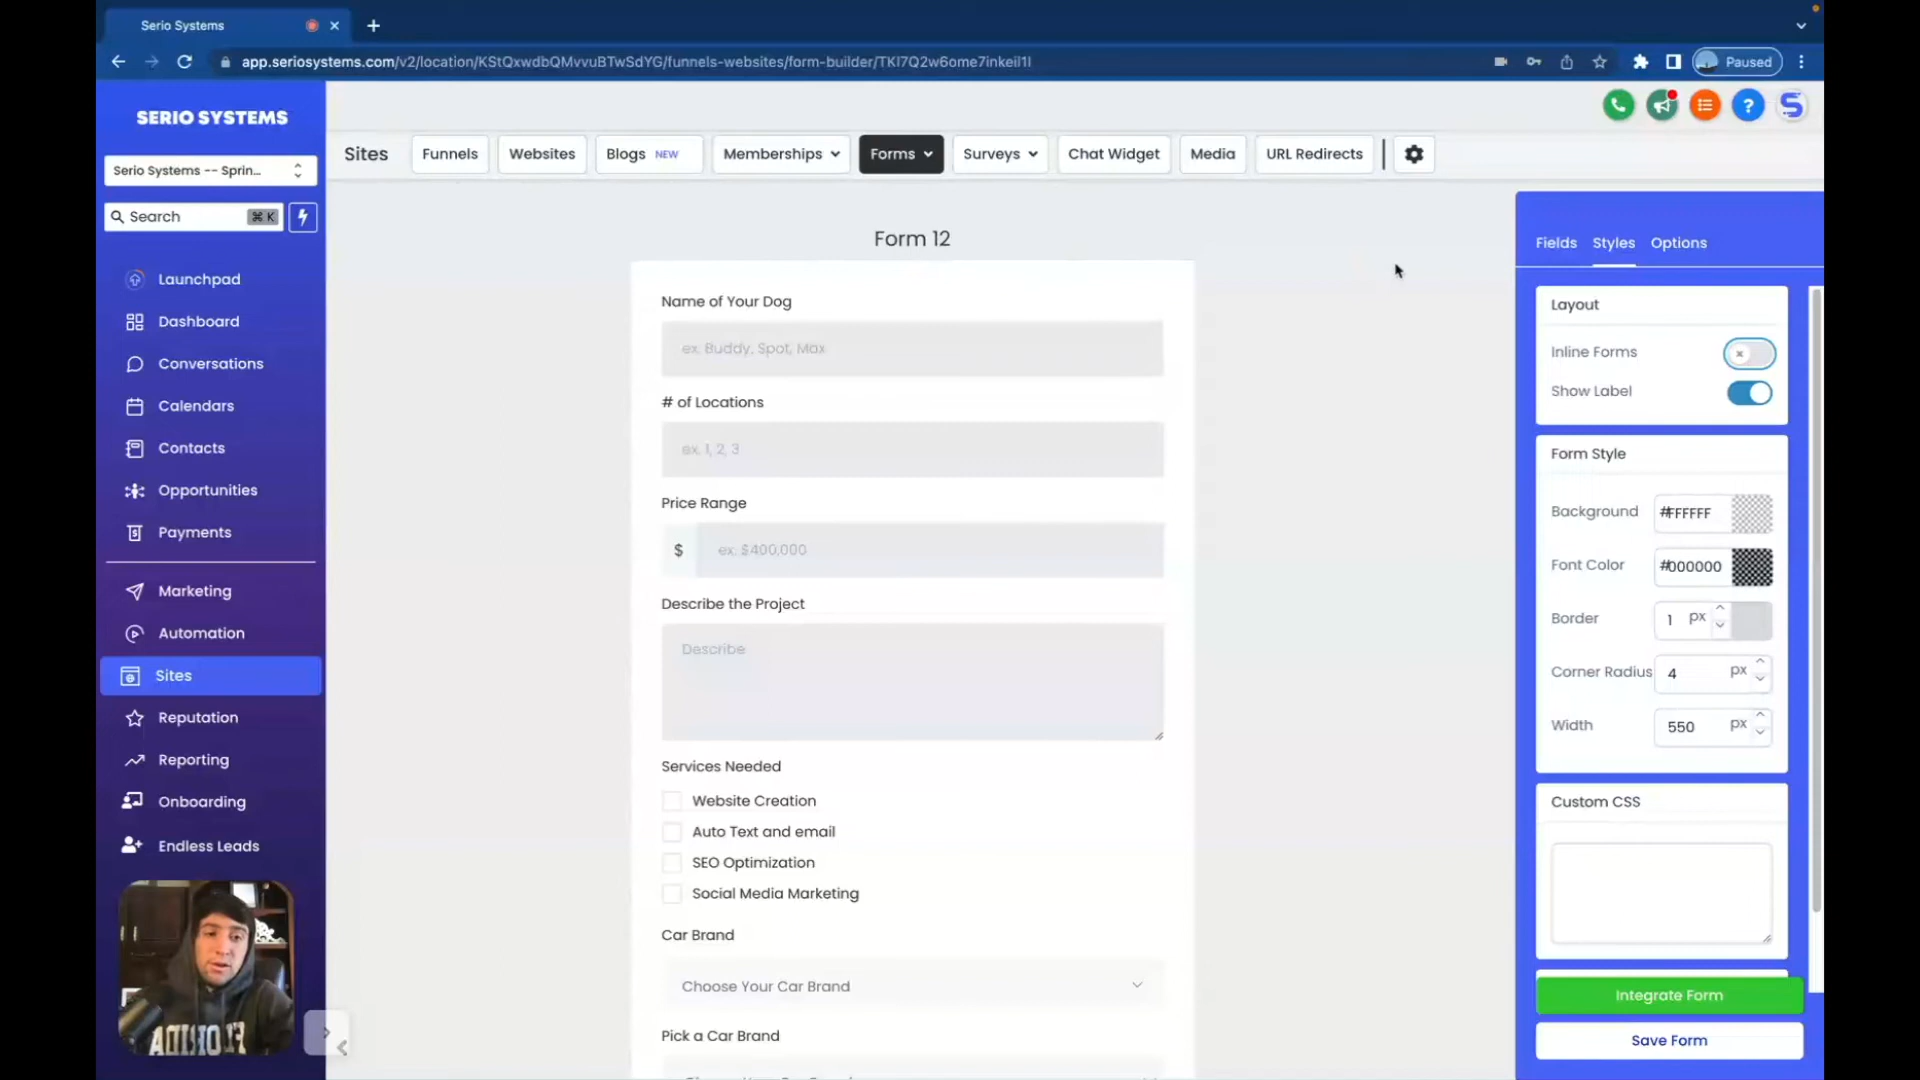 Serio Systems
app.seriosystems.com/v2/location/KStQxwdbQMvvuBTwSdYG/funnels-websites/form-builder/TKI7Q2w6ome7inkeil1I
Paused
SERIO SYSTEMS
Serio Systems -- Sprin...
Search ⌘ K
Launchpad
Dashboard
Conversations
Calendars
Contacts
Opportunities
Payments
Marketing
Automation
Sites
Reputation
Reporting
Onboarding
Endless Leads
Sites
Funnels
Websites
Blogs NEW
Memberships
Forms
Surveys
Chat Widget
Media
URL Redirects
Form 12
Name of Your Dog
ex. Buddy, Spot, Max
# of Locations
ex. 1, 2, 3
Price Range
$ ex. $400,000
Describe the Project
Describe
Services Needed
Website Creation
Auto Text and email
SEO Optimization
Social Media Marketing
Car Brand
Choose Your Car Brand
Pick a Car Brand
Fields Styles Options
Layout
Inline Forms
Show Label
Form Style
Background #FFFFFF
Font Color #000000
Border 1 px
Corner Radius 4 px
Width 550 px
Custom CSS
Integrate Form
Save Form